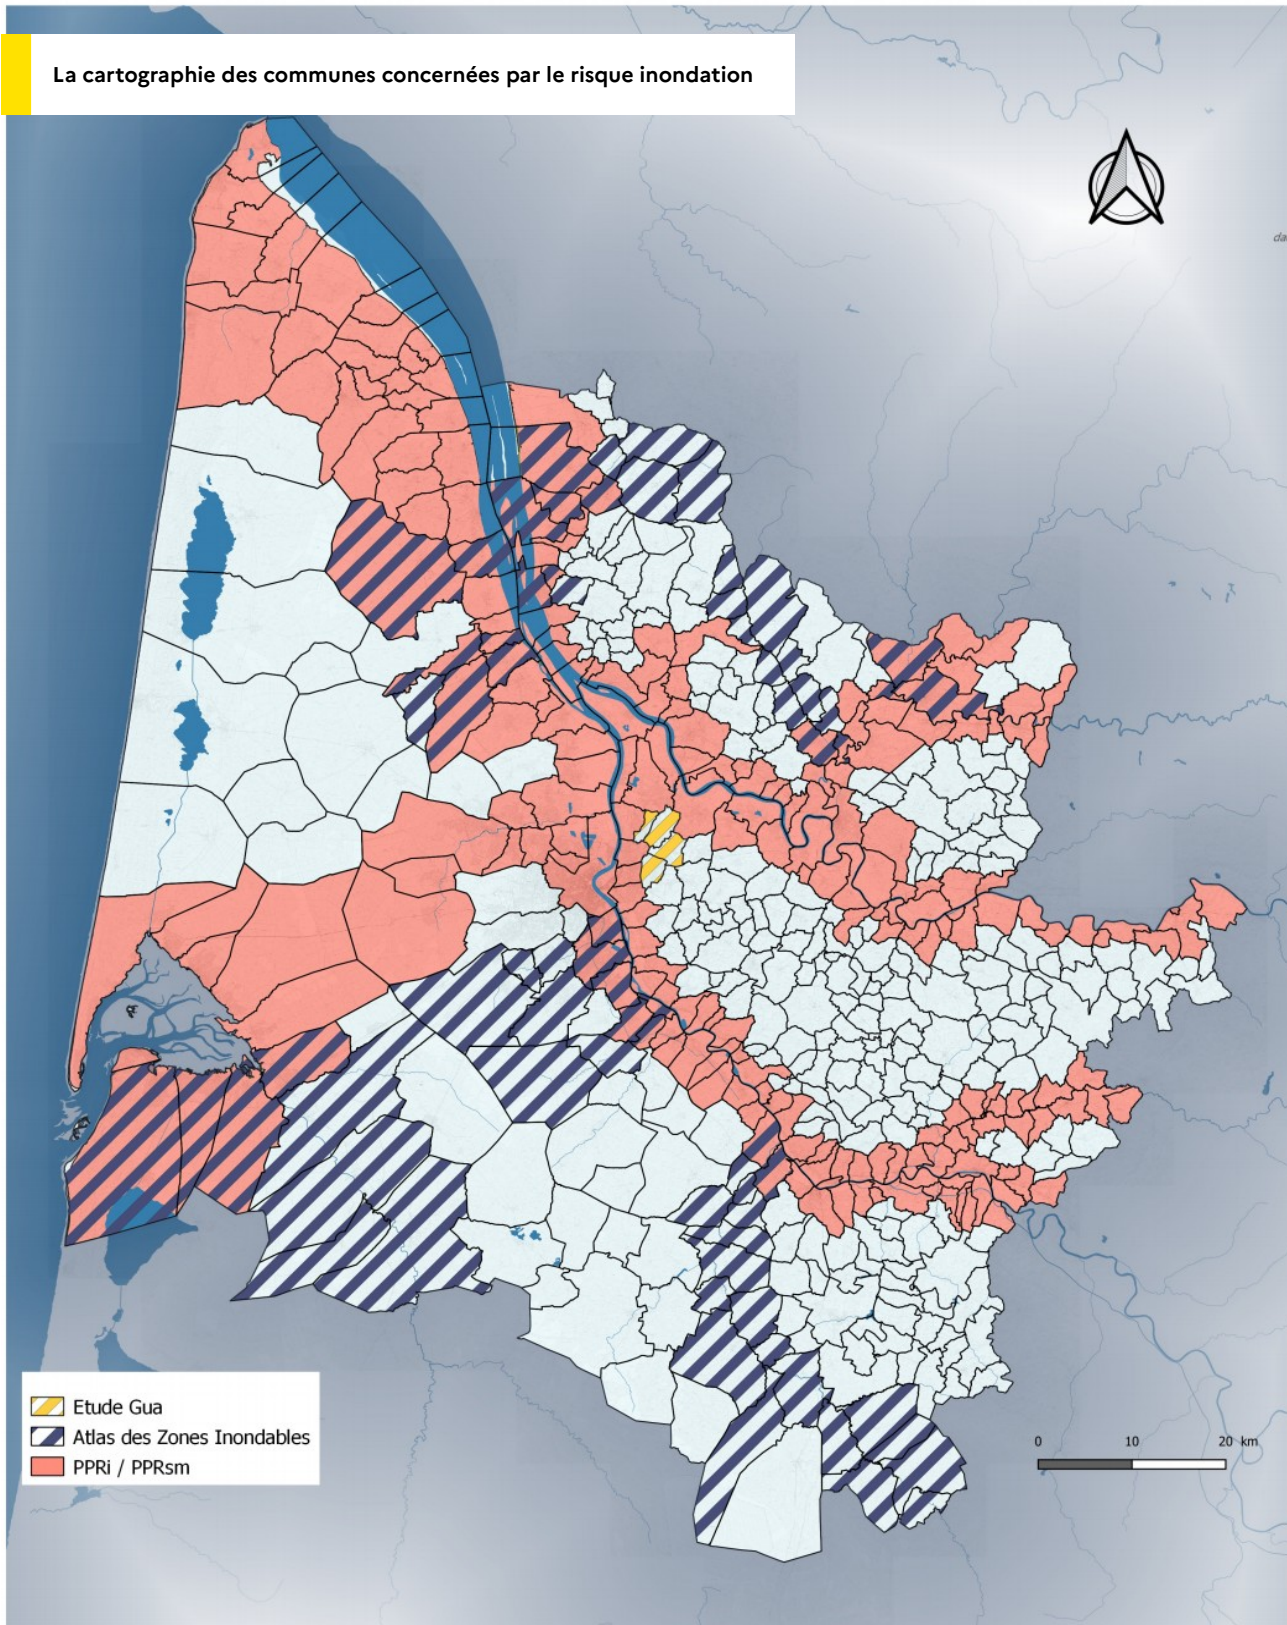 La cartographie des communes concernées par le risque inondation
da
Etude Gua
Atlas des Zones Inondables
PPRi / PPRsm
0 10 20 km